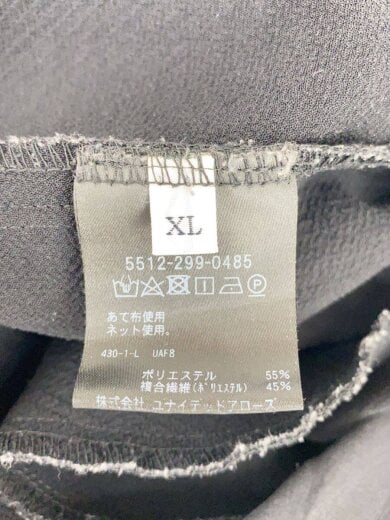 XL
5512-299-0485
P
あて布使用
ネット使用。
430-1-L UAF8
ポリエステル 55%
複合繊維(ポリエステル) 45%
株式会社 ユナイテッドアローズ